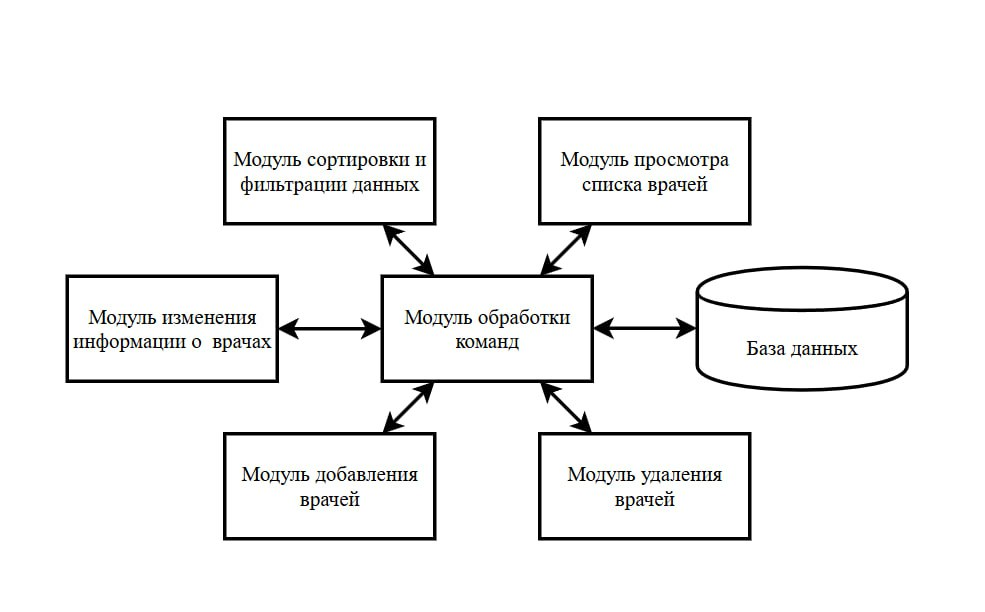 Модуль сортировки и
фильтрации данных
Модуль просмотра
списка врачей
Модуль изменения
информации о  врачах
Модуль обработки
команд
База данных
Модуль добавления
врачей
Модуль удаления
врачей